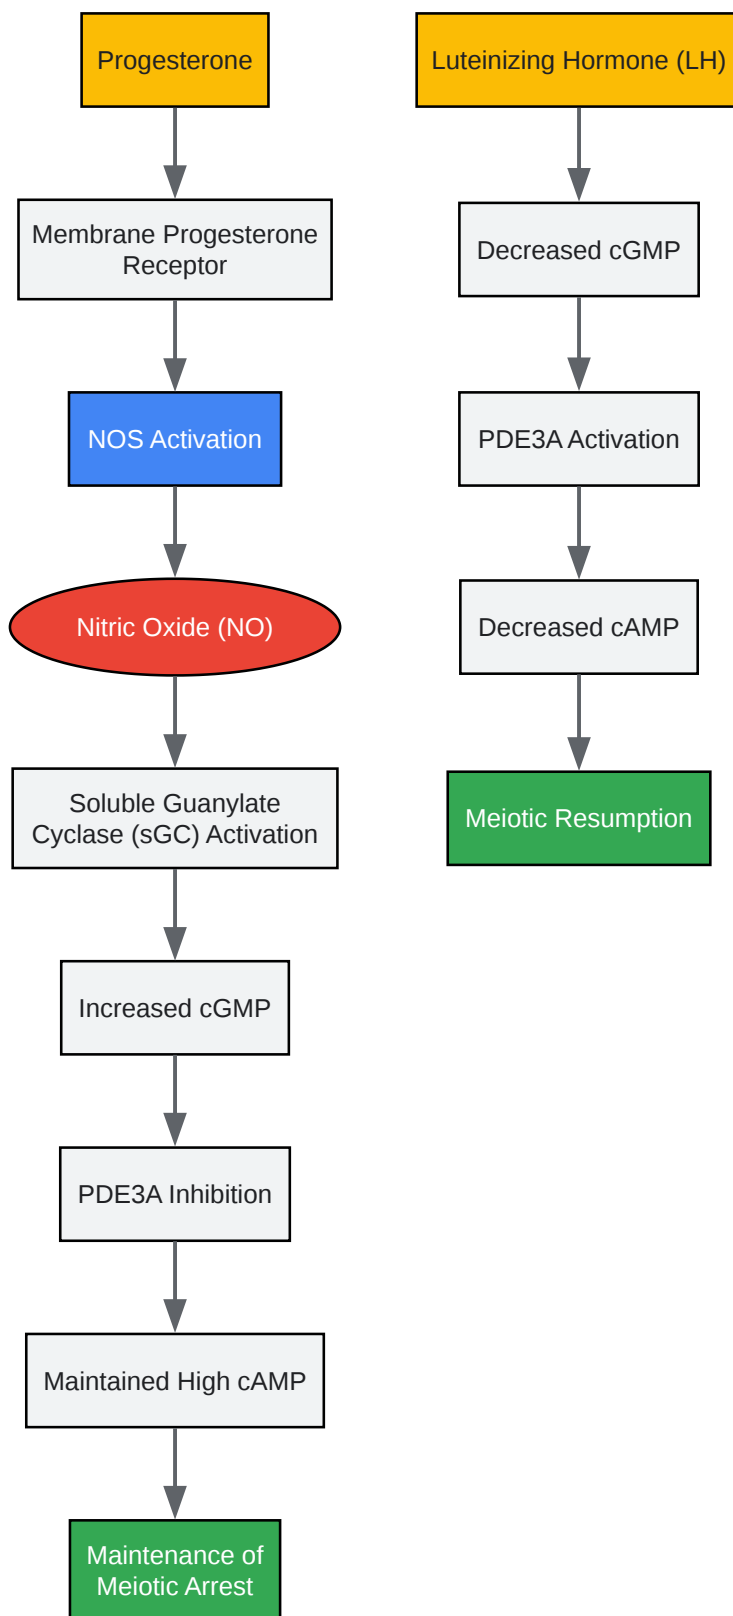 Progesterone
Membrane Progesterone
Receptor
NOS Activation
Nitric Oxide (NO)
Soluble Guanylate
Cyclase (sGC) Activation
Increased cGMP
PDE3A Inhibition
Maintained High cAMP
Maintenance of
Meiotic Arrest
Luteinizing Hormone (LH)
Decreased cGMP
PDE3A Activation
Decreased cAMP
Meiotic Resumption